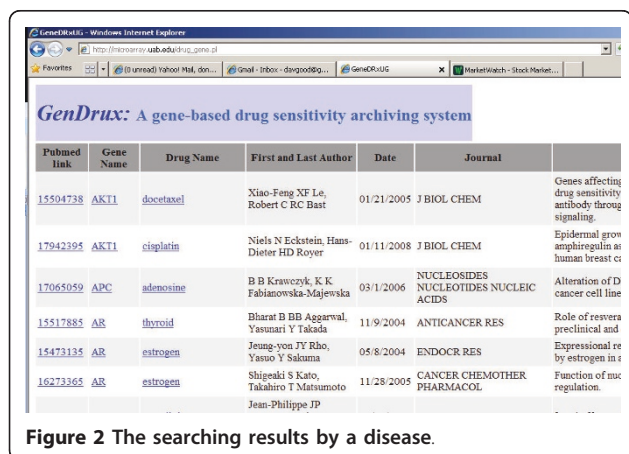 GeneDRxUG - Windows Internet Explorer
http://microarray.uab.edu/drug_gene.pl
Favorites
(0 unread) Yahoo! Mail, don...
Gmail - Inbox - davgood@g...
GeneDRxUG
MarketWatch - Stock Market...
GenDrux: A gene-based drug sensitivity archiving system
Pubmed link Gene Name Drug Name First and Last Author Date Journal
15504738 AKT1 docetaxel Xiao-Feng XF Le, Robert C RC Bast 01/21/2005 J BIOL CHEM Genes affecting drug sensitivity antibody throug signaling.
17942395 AKT1 cisplatin Niels N Eckstein, Hans-Dieter HD Royer 01/11/2008 J BIOL CHEM Epidermal grow amphiregulin as human breast ca
17065059 APC adenosine B B Krawczyk, K K Fabianowska-Majewska 03/1/2006 NUCLEOSIDES NUCLEOTIDES NUCLEIC ACIDS Alteration of D cancer cell line
15517885 AR thyroid Bharat B BB Aggarwal, Yasunari Y Takada 11/9/2004 ANTICANCER RES Role of resvera preclinical and
15473135 AR estrogen Jeung-yon JY Rho, Yasuo Y Sakuma 05/8/2004 ENDOCR RES Expressional re by estrogen in a
16273365 AR estrogen Shigeaki S Kato, Takahiro T Matsumoto 11/28/2005 CANCER CHEMOTHER PHARMACOL Function of nuc regulation.
Jean-Philippe JP
Figure 2 The searching results by a disease.